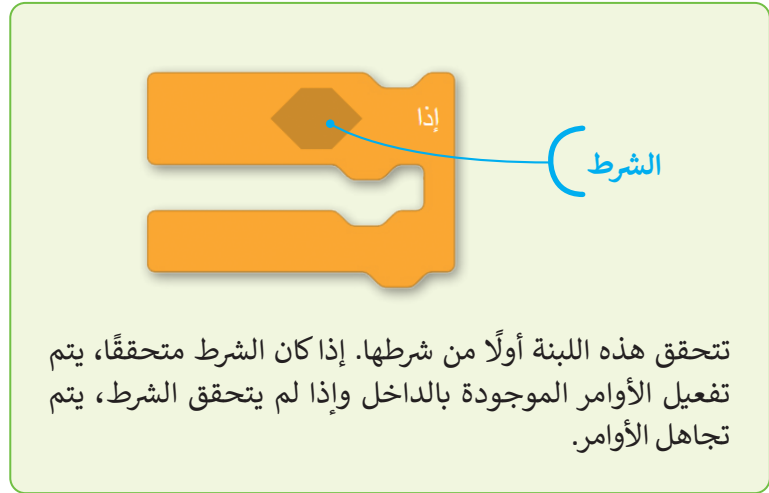 إذا
الشرط
تتحقق هذه اللبنة أولًا من شرطها. إذا كان الشرط متحققًا، يتم
تفعيل الأوامر الموجودة بالداخل وإذا لم يتحقق الشرط، يتم
تجاهل الأوامر.